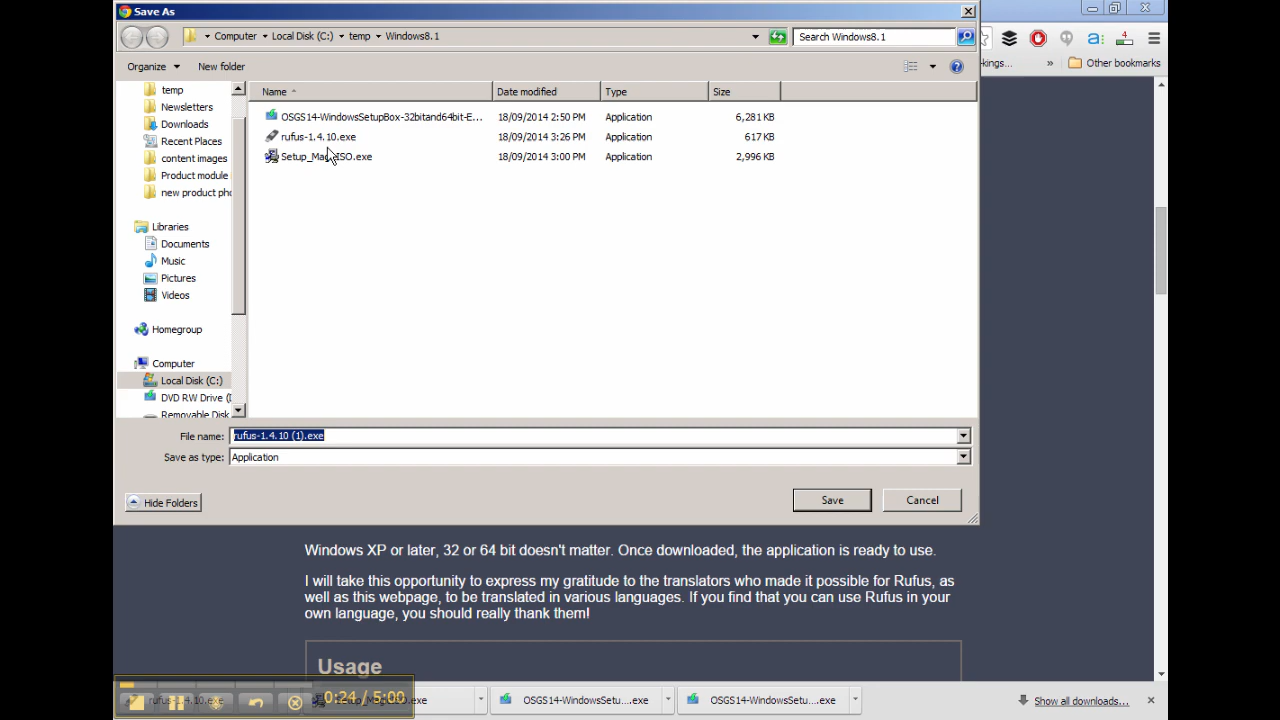 Save As
Computer Local Disk (C:) temp Windows8.1
Search Windows8.1
Organize New folder
Name Date modified Type Size
OSGS14-WindowsSetupBox-32bitand64bit-E... 18/09/2014 2:50 PM Application 6,281 KB
rufus-1.4.10.exe 18/09/2014 3:26 PM Application 617 KB
Setup_MagicISO.exe 18/09/2014 3:00 PM Application 2,996 KB
temp
Newsletters
Downloads
Recent Places
content images
Product module
new product pho
Libraries
Documents
Music
Pictures
Videos
Homegroup
Computer
Local Disk (C:)
DVD RW Drive (
Removable Disk
File name: rufus-1.4.10 (1).exe
Save as type: Application
Hide Folders
Save
Cancel
4
kings...
» Other bookmarks
Windows XP or later, 32 or 64 bit doesn't matter. Once downloaded, the application is ready to use.
I will take this opportunity to express my gratitude to the translators who made it possible for Rufus, as
well as this webpage, to be translated in various languages. If you find that you can use Rufus in your
own language, you should really thank them!
Usage
0:24 / 5:00
rufus-1.4.10.exe
OSGS14-WindowsSetu....exe
OSGS14-WindowsSetu....exe
Show all downloads...